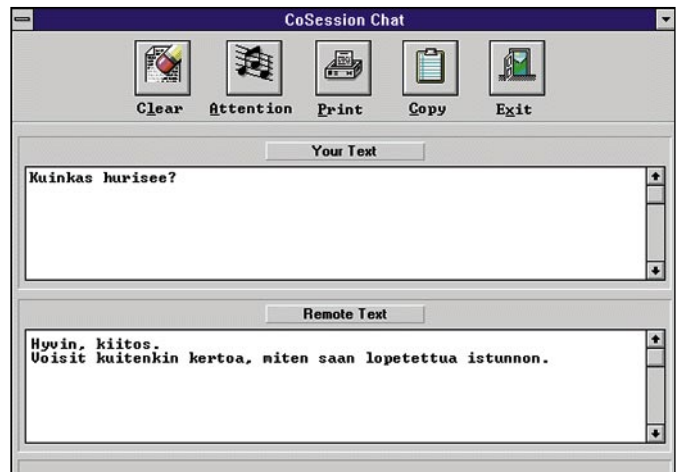 CoSession Chat
Clear Attention Print Copy Exit
Your Text
Kuinkas hurisee?
Remote Text
Hyvin, kiitos.
Voisit kuitenkin kertoa, miten saan lopetettua istunnon.